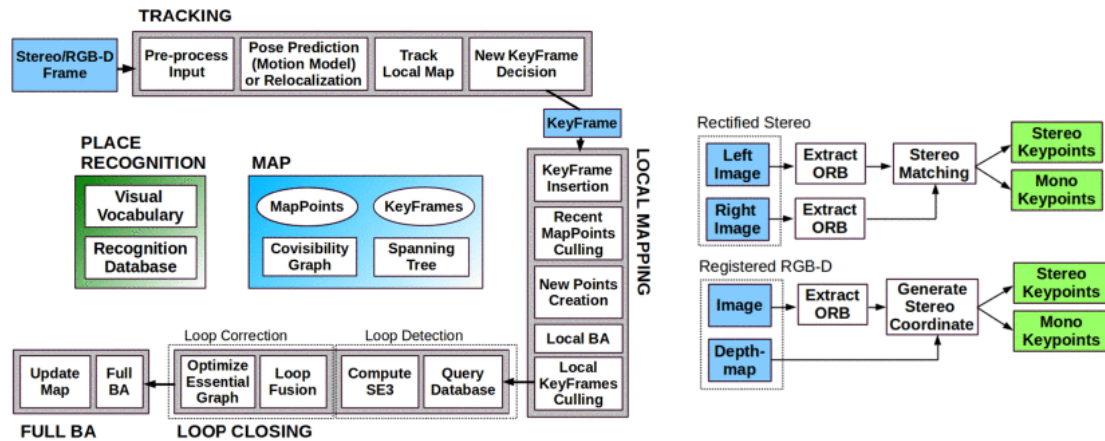 TRACKING
Stereo/RGB-D
Frame
Pre-process
Input
Pose Prediction
(Motion Model)
or Relocalization
Track
Local Map
New KeyFrame
Decision
KeyFrame
PLACE
RECOGNITION
Visual
Vocabulary
Recognition
Database
MAP
MapPoints
KeyFrames
Covisibility
Graph
Spanning
Tree
LOCAL MAPPING
KeyFrame
Insertion
Recent
MapPoints
Culling
New Points
Creation
Local BA
Local
KeyFrames
Culling
Loop Correction
Loop Detection
Optimize
Essential
Graph
Loop
Fusion
Compute
SE3
Query
Database
Update
Map
Full
BA
FULL BA
LOOP CLOSING
Rectified Stereo
Left
Image
Extract
ORB
Stereo
Matching
Stereo
Keypoints
Mono
Keypoints
Right
Image
Extract
ORB
Registered RGB-D
Image
Extract
ORB
Generate
Stereo
Coordinate
Stereo
Keypoints
Mono
Keypoints
Depth-
map